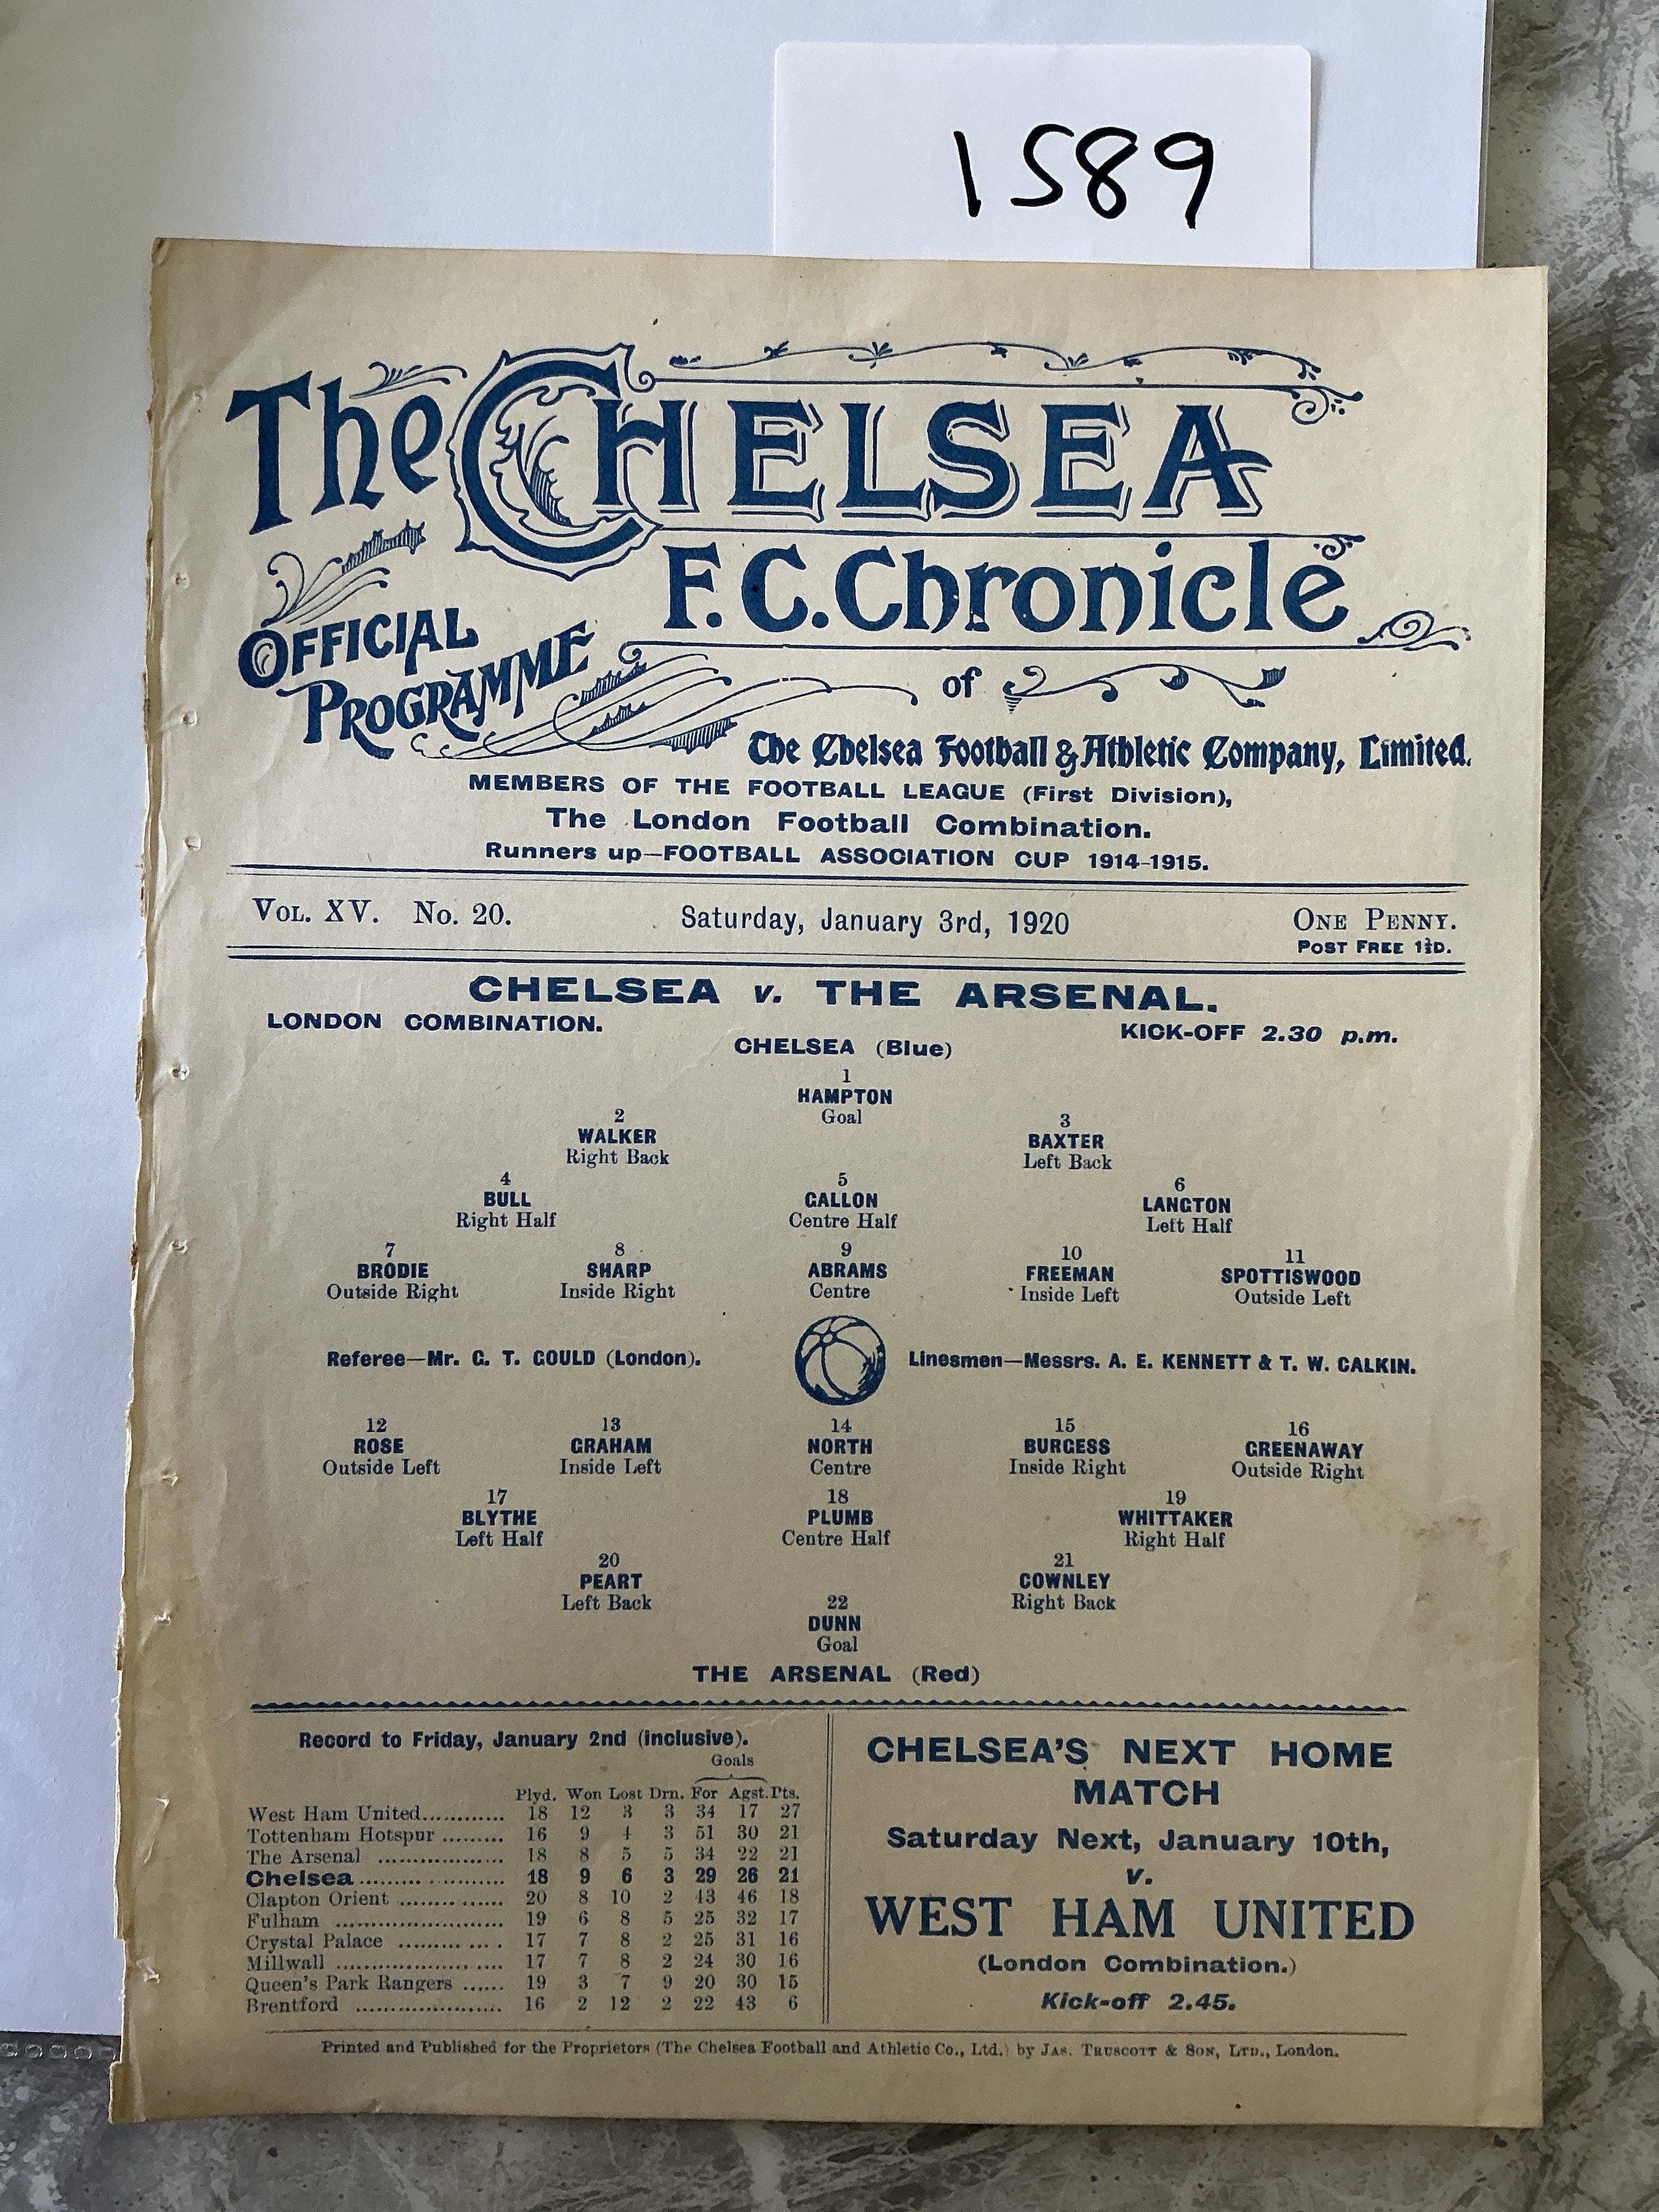 1589
The CHELSEA
F.C. Chronicle
OFFICIAL
PROGRAMME
of
The Chelsea Football & Athletic Company, Limited.
MEMBERS OF THE FOOTBALL LEAGUE (First Division),
The London Football Combination.
Runners up—FOOTBALL ASSOCIATION CUP 1914-1915.
VOL. XV. No. 20. Saturday, January 3rd, 1920 ONE PENNY.
POST FREE 1½D.
CHELSEA v. THE ARSENAL.
LONDON COMBINATION. KICK-OFF 2.30 p.m.
CHELSEA (Blue)
1
HAMPTON
Goal
2 3
WALKER BAXTER
Right Back Left Back
4 5 6
BULL GALLON LANGTON
Right Half Centre Half Left Half
7 8 9 10 11
BRODIE SHARP ABRAMS FREEMAN SPOTTISWOOD
Outside Right Inside Right Centre Inside Left Outside Left
Referee—Mr. G. T. GOULD (London). Linesmen—Messrs. A. E. KENNETT & T. W. CALKIN.
12 13 14 15 16
ROSE GRAHAM NORTH BURGESS GREENAWAY
Outside Left Inside Left Centre Inside Right Outside Right
17 18 19
BLYTHE PLUMB WHITTAKER
Left Half Centre Half Right Half
20 21
PEART COWNLEY
Left Back Right Back
22
DUNN
Goal
THE ARSENAL (Red)
Record to Friday, January 2nd (inclusive).
Goals
Plyd. Won Lost Drn. For Agst. Pts.
West Ham United............ 18 12 3 3 34 17 27
Tottenham Hotspur ......... 16 9 4 3 51 30 21
The Arsenal .................. 18 8 5 5 34 22 21
Chelsea ..................... 18 9 6 3 29 26 21
Clapton Orient ............... 20 8 10 2 43 46 18
Fulham ........................ 19 6 8 5 25 32 17
Crystal Palace ............... 17 7 8 2 25 31 16
Millwall ........................ 17 7 8 2 24 30 16
Queen's Park Rangers ...... 19 3 7 9 20 30 15
Brentford ..................... 16 2 12 2 22 43 6
CHELSEA'S NEXT HOME
MATCH
Saturday Next, January 10th,
v.
WEST HAM UNITED
(London Combination.)
Kick-off 2.45.
Printed and Published for the Proprietors (The Chelsea Football and Athletic Co., Ltd.) by JAS. TRUSCOTT & SON, LTD., London.